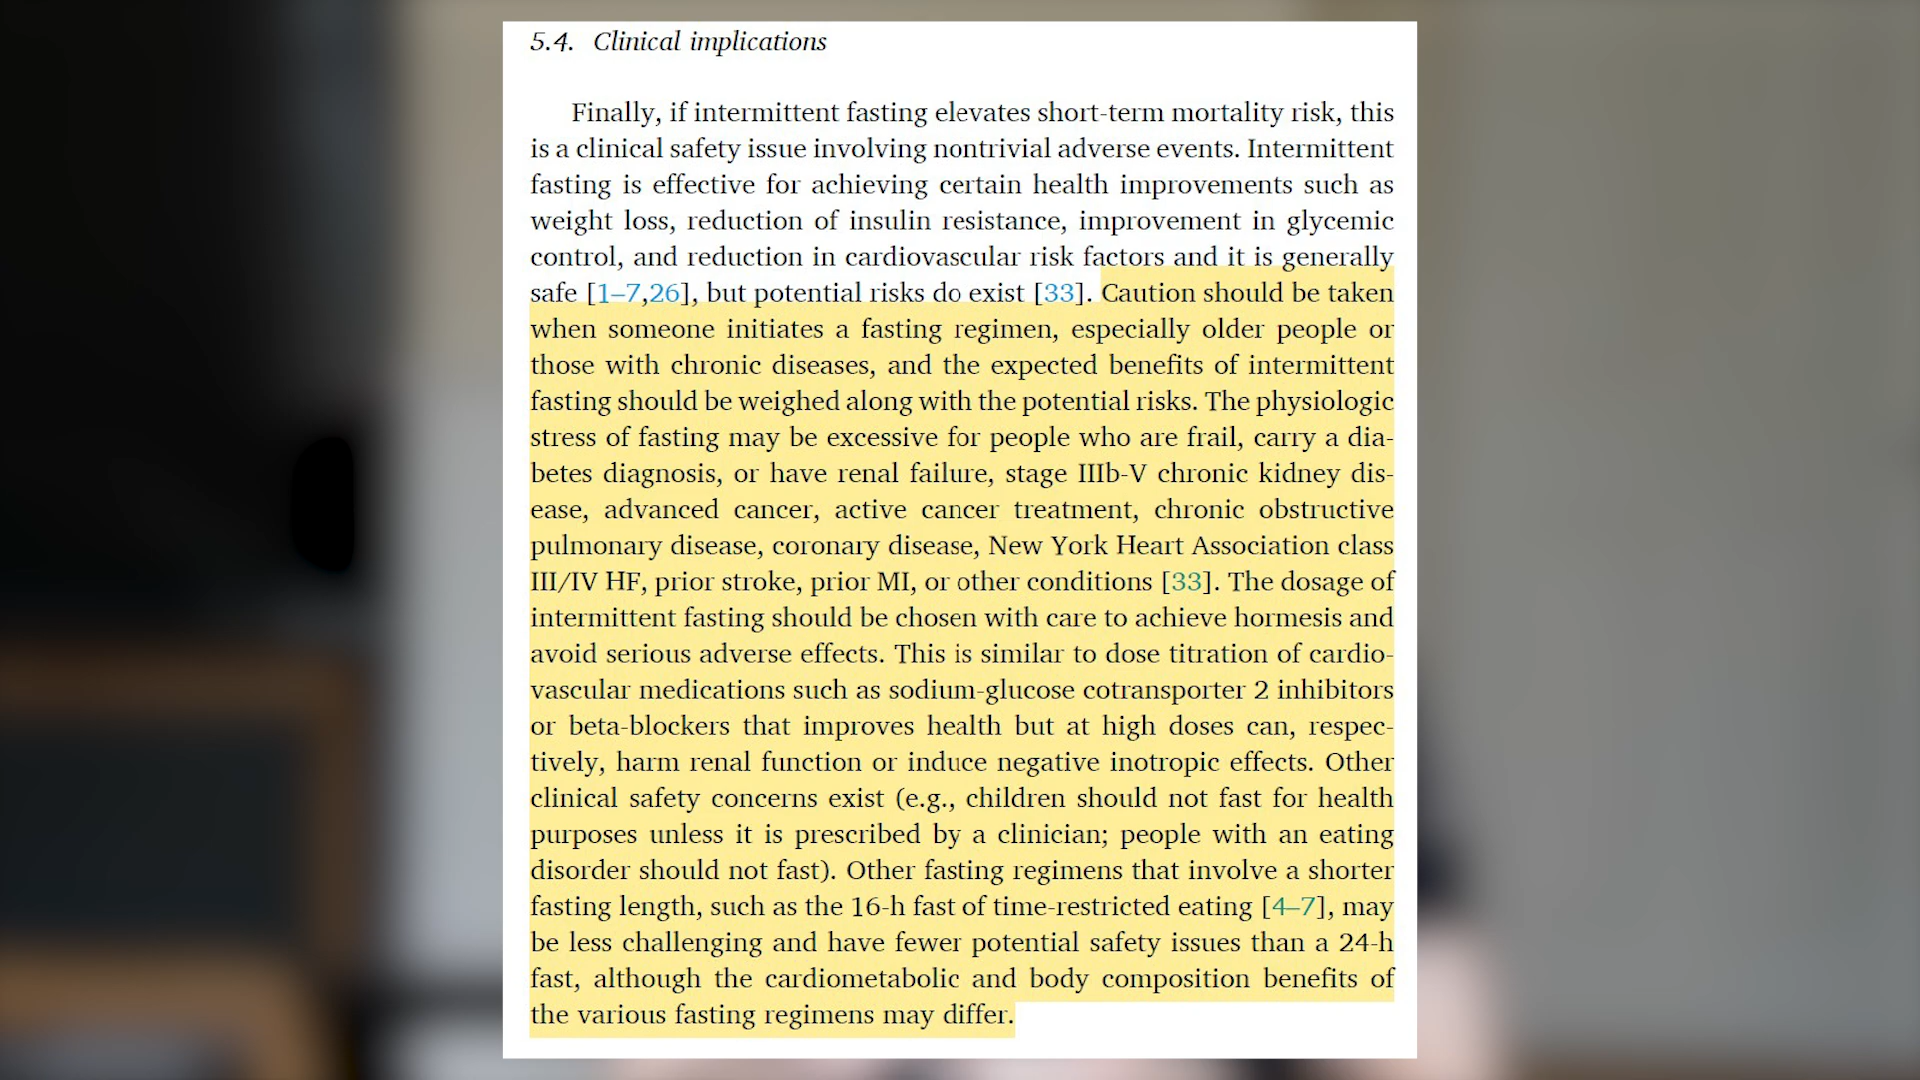 5.4. Clinical implications
Finally, if intermittent fasting elevates short-term mortality risk, this
is a clinical safety issue involving nontrivial adverse events. Intermittent
fasting is effective for achieving certain health improvements such as
weight loss, reduction of insulin resistance, improvement in glycemic
control, and reduction in cardiovascular risk factors and it is generally
safe [1–7,26], but potential risks do exist [33]. Caution should be taken
when someone initiates a fasting regimen, especially older people or
those with chronic diseases, and the expected benefits of intermittent
fasting should be weighed along with the potential risks. The physiologic
stress of fasting may be excessive for people who are frail, carry a dia-
betes diagnosis, or have renal failure, stage IIIb-V chronic kidney dis-
ease, advanced cancer, active cancer treatment, chronic obstructive
pulmonary disease, coronary disease, New York Heart Association class
III/IV HF, prior stroke, prior MI, or other conditions [33]. The dosage of
intermittent fasting should be chosen with care to achieve hormesis and
avoid serious adverse effects. This is similar to dose titration of cardio-
vascular medications such as sodium-glucose cotransporter 2 inhibitors
or beta-blockers that improves health but at high doses can, respec-
tively, harm renal function or induce negative inotropic effects. Other
clinical safety concerns exist (e.g., children should not fast for health
purposes unless it is prescribed by a clinician; people with an eating
disorder should not fast). Other fasting regimens that involve a shorter
fasting length, such as the 16-h fast of time-restricted eating [4–7], may
be less challenging and have fewer potential safety issues than a 24-h
fast, although the cardiometabolic and body composition benefits of
the various fasting regimens may differ.